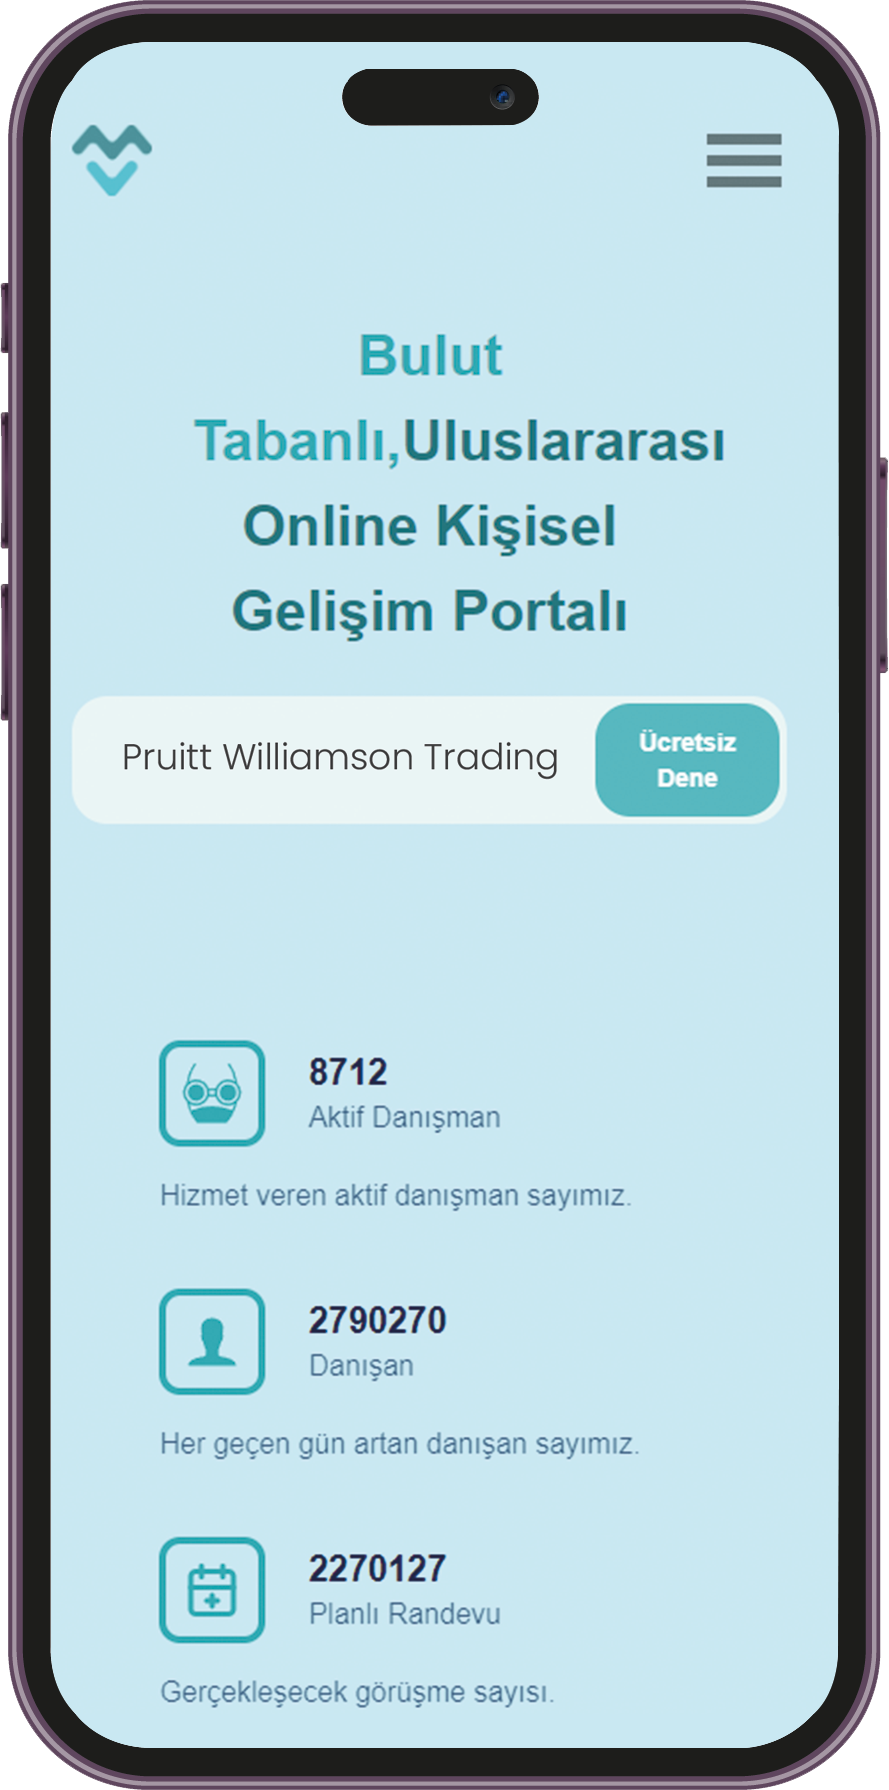 Bulut
Tabanlı,Uluslararası
Online Kişisel
Gelişim Portalı
Pruitt Williamson Trading
Ücretsiz
Dene
8712
Aktif Danışman
Hizmet veren aktif danışman sayımız.
2790270
Danışan
Her geçen gün artan danışan sayımız.
2270127
Planlı Randevu
Gerçekleşecek görüşme sayısı.